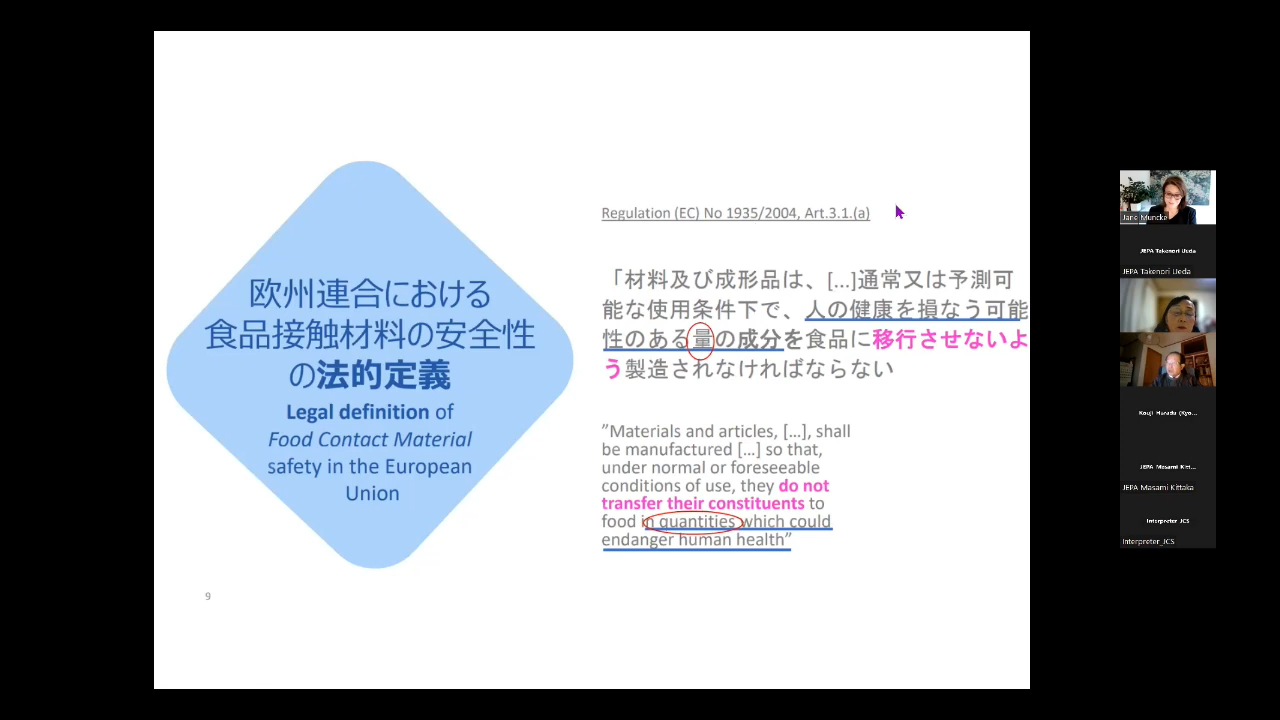 欧州連合における
食品接触材料の安全性
の法的定義
Legal definition of
Food Contact Material
safety in the European
Union
9
Regulation (EC) No 1935/2004, Art.3.1.(a)
「材料及び成形品は、[...]通常又は予測可
能な使用条件下で、人の健康を損なう可能
性のある量の成分を食品に移行させないよ
う製造されなければならない
”Materials and articles, […], shall
be manufactured […] so that,
under normal or foreseeable
conditions of use, they do not
transfer their constituents to
food in quantities which could
endanger human health”
Jane Muncke
JEPA Takenori Ueda
JEPA Takenori Ueda
Kouji Harada (Kyo...
JEPA Masami Kitt...
JEPA Masami Kittaka
Interpreter_JCS
Interpreter_JCS